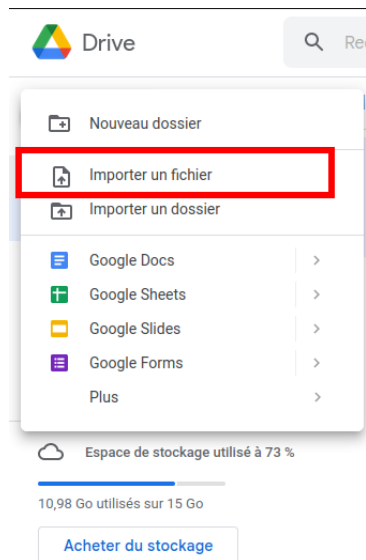 Drive
Re
Nouveau dossier
Importer un fichier
Importer un dossier
Google Docs
Google Sheets
Google Slides
Google Forms
Plus
Espace de stockage utilisé à 73 %
10,98 Go utilisés sur 15 Go
Acheter du stockage